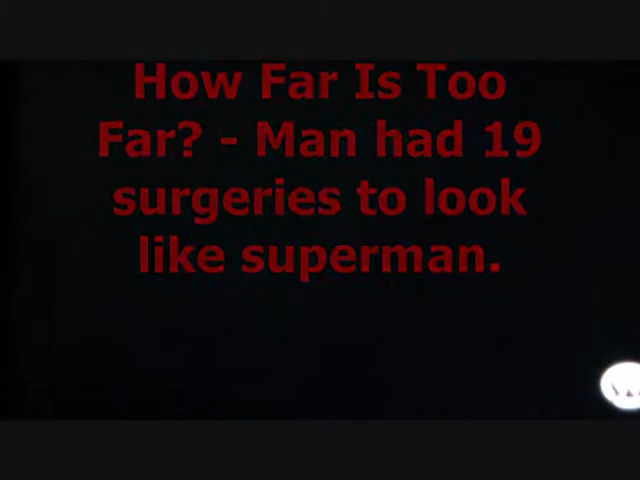 How Far Is Too
Far? - Man had 19
surgeries to look
like superman.